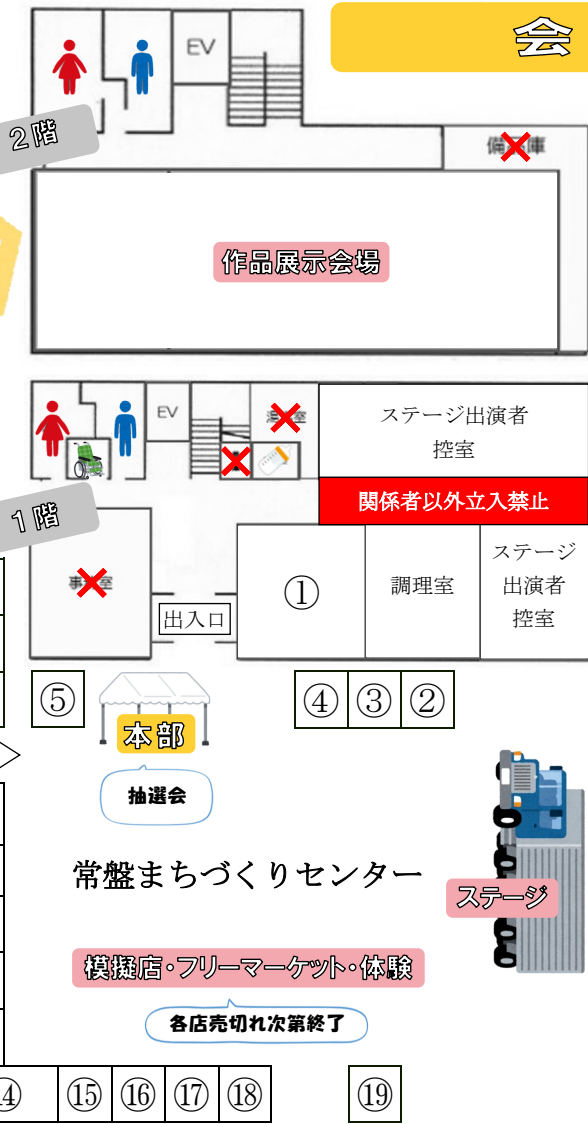 会
EV
2階
備庫
作品展示会場
EV
ステージ出演者
控室
関係者以外立入禁止
1階
事 室
出入口
①
調理室
ステージ
出演者
控室
⑤
④
③
②
本部
抽選会
常盤まちづくりセンター
ステージ
模擬店・フリーマーケット・体験
各店売切れ次第終了
⑭
⑮
⑯
⑰
⑱
⑲